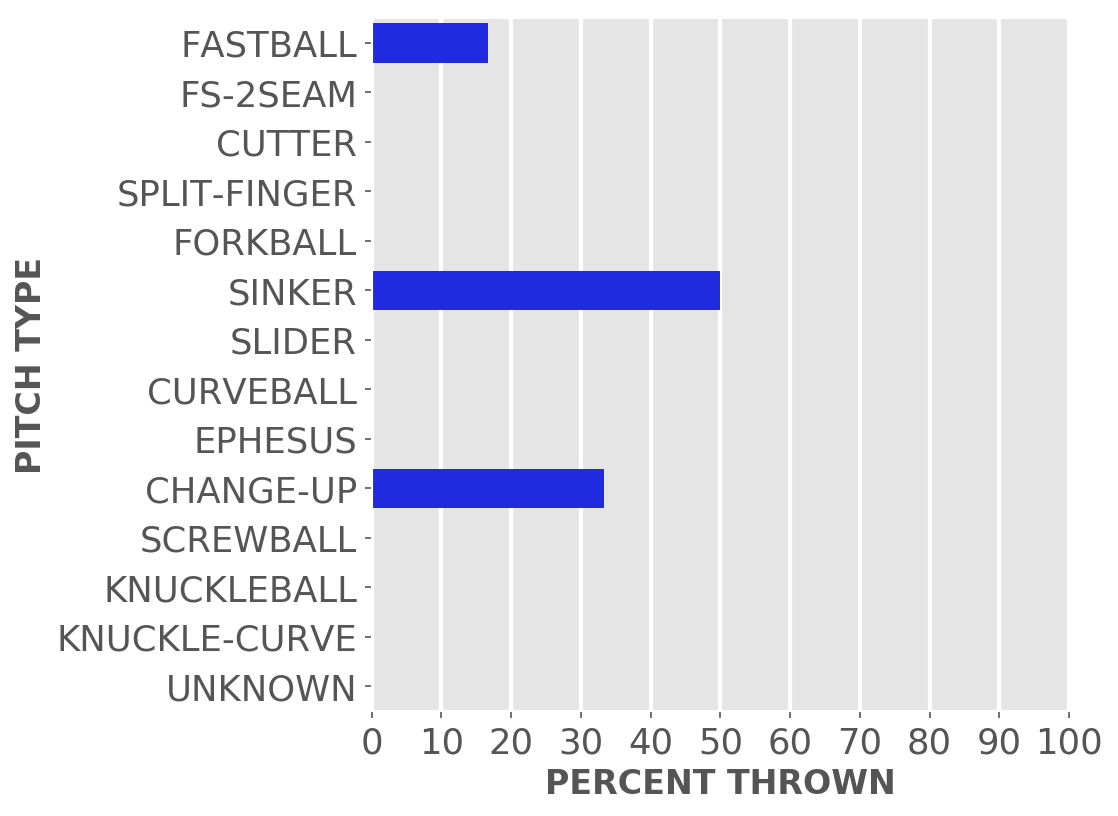 FASTBALL
FS-2SEAM
CUTTER
SPLIT-FINGER
FORKBALL
SINKER
SLIDER
CURVEBALL
EPHESUS
CHANGE-UP
SCREWBALL
KNUCKLEBALL
KNUCKLE-CURVE
UNKNOWN
PITCH TYPE
0 10 20 30 40 50 60 70 80 90 100
PERCENT THROWN